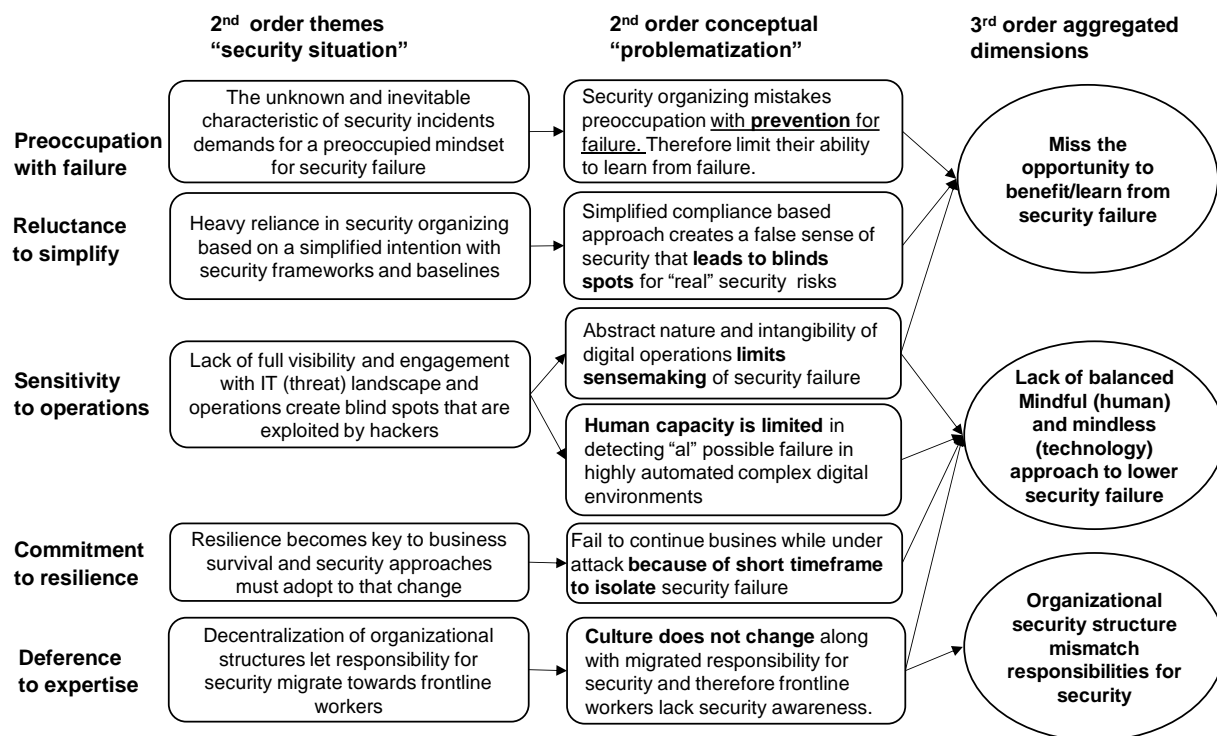 2nd order themes
“security situation”
2nd order conceptual
“problematization”
3rd order aggregated
dimensions
Preoccupation
with failure
The unknown and inevitable
characteristic of security incidents
demands for a preoccupied mindset
for security failure
Security organizing mistakes
preoccupation with prevention for
failure. Therefore limit their ability
to learn from failure.
Miss the
opportunity to
benefit/learn from
security failure
Reluctance
to simplify
Heavy reliance in security organizing
based on a simplified intention with
security frameworks and baselines
Simplified compliance based
approach creates a false sense of
security that leads to blinds
spots for “real” security risks
Sensitivity
to operations
Lack of full visibility and engagement
with IT (threat) landscape and
operations create blind spots that are
exploited by hackers
Abstract nature and intangibility of
digital operations limits
sensemaking of security failure
Human capacity is limited in
detecting “al” possible failure in
highly automated complex digital
environments
Lack of balanced
Mindful (human)
and mindless
(technology)
approach to lower
security failure
Commitment
to resilience
Resilience becomes key to business
survival and security approaches
must adopt to that change
Fail to continue busines while under
attack because of short timeframe
to isolate security failure
Deference
to expertise
Decentralization of organizational
structures let responsibility for
security migrate towards frontline
workers
Culture does not change along
with migrated responsibility for
security and therefore frontline
workers lack security awareness.
Organizational
security structure
mismatch
responsibilities for
security